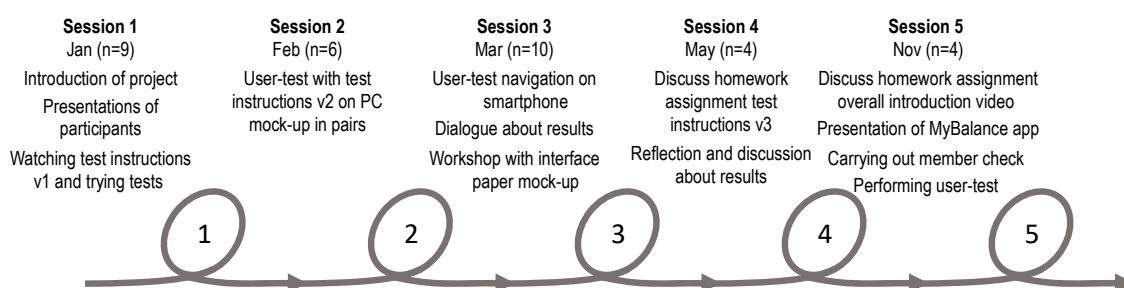 Session 1
Jan (n=9)
Introduction of project
Presentations of
participants
Watching test instructions
v1 and trying tests
Session 2
Feb (n=6)
User-test with test
instructions v2 on PC
mock-up in pairs
Session 3
Mar (n=10)
User-test navigation on
smartphone
Dialogue about results
Workshop with interface
paper mock-up
Session 4
May (n=4)
Discuss homework
assignment test
instructions v3
Reflection and discussion
about results
Session 5
Nov (n=4)
Discuss homework assignment
overall introduction video
Presentation of MyBalance app
Carrying out member check
Performing user-test
1
2
3
4
5